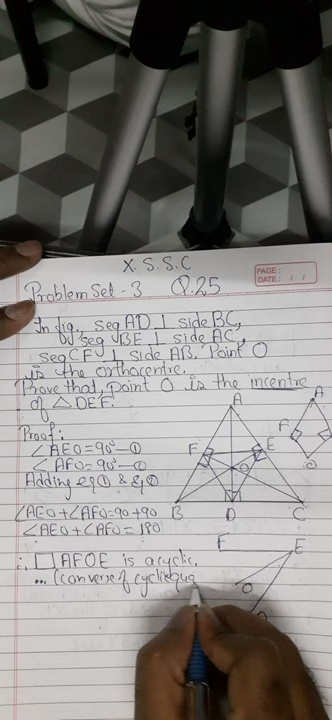 X. S. S. C
PAGE:
DATE: / /
Problem Set - 3 Q.25
In fig, seg AD ⊥ side BC,
seg BE ⊥ side AC,
seg CF ⊥ side AB. Point O
is the orthocentre.
Prove that, point O is the incentre
of △DEF.
Proof:
∠AEO = 90° —①
∠AFO = 90° —②
Adding eq ① & eq ②
∠AEO + ∠AFO = 90 + 90
∠AEO + ∠AFO = 180
∴ □ AFOE is acyclic.
... (converse of cyclic qua
A
F
E
O
B
D
C
A
F
O
F
E
O